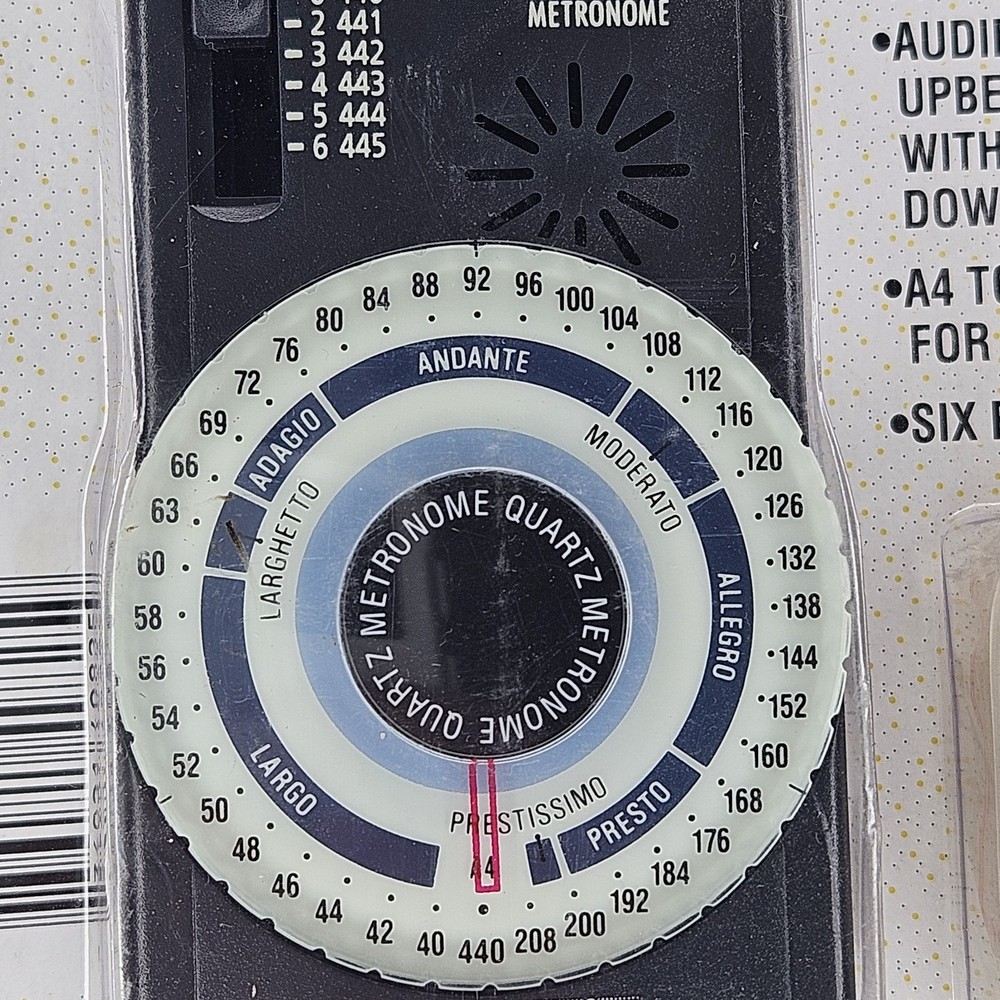 METRONOME
- 2 441
- 3 442
- 4 443
- 5 444
- 6 445
•AUDI
UPBE
WITH
DOW
•A4 TO
FOR
•SIX
40 42 44 46 48 50 52 54 56 58 60 63 66 69 72 76 80 84 88 92 96 100 104 108 112 116 120 126 132 138 144 152 160 168 176 184 192 200 208 440
LARGO
LARGHETTO
ADAGIO
ANDANTE
MODERATO
ALLEGRO
PRESTO
PRESTISSIMO
A4
METRONOME QUARTZ METRONOME QUARTZ